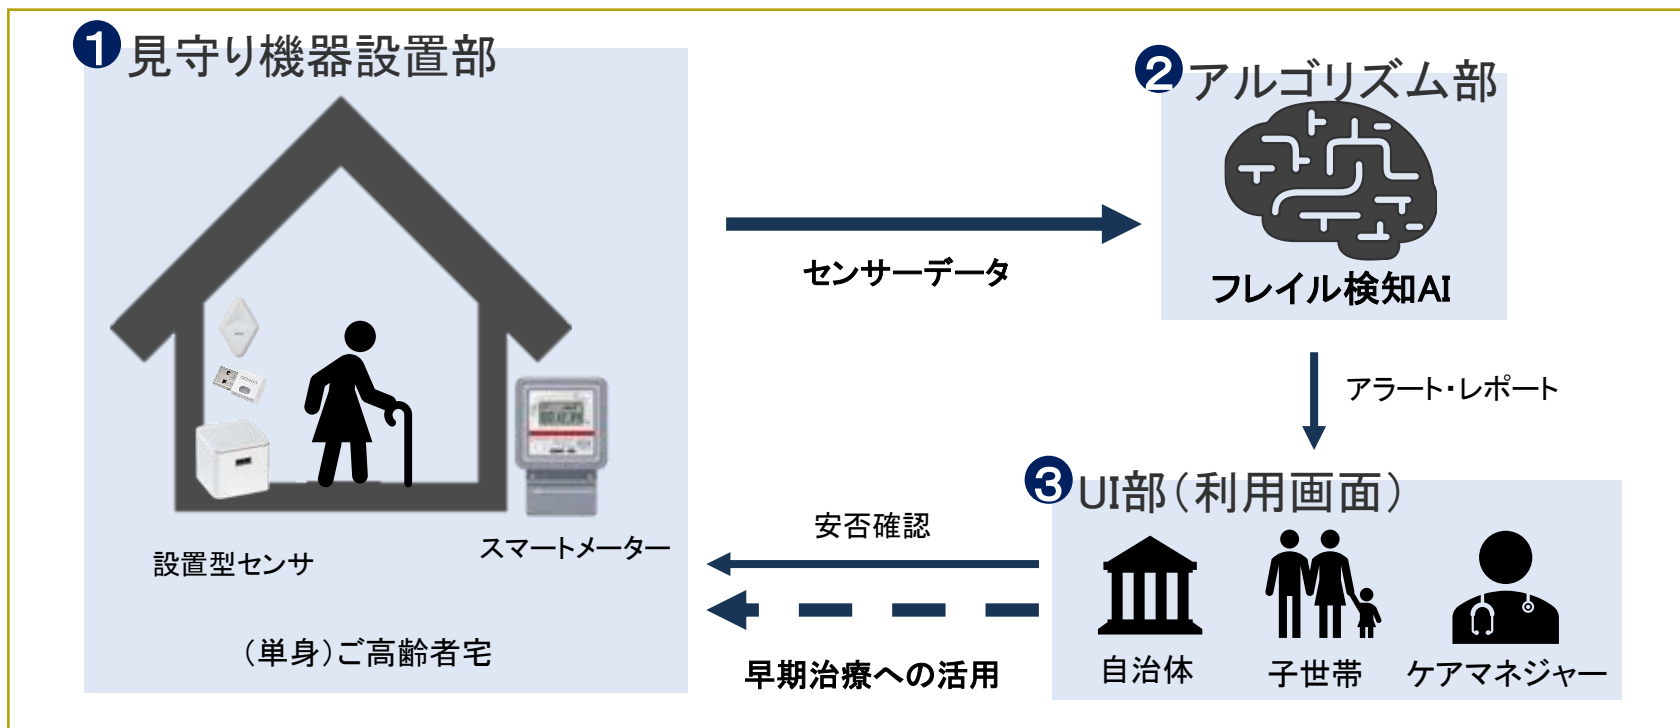 ❶見守り機器設置部
設置型センサ
スマートメーター
（単身）ご高齢者宅
センサーデータ
❷アルゴリズム部
フレイル検知AI
アラート・レポート
❸UI部（利用画面）
自治体
子世帯
ケアマネジャー
安否確認
早期治療への活用